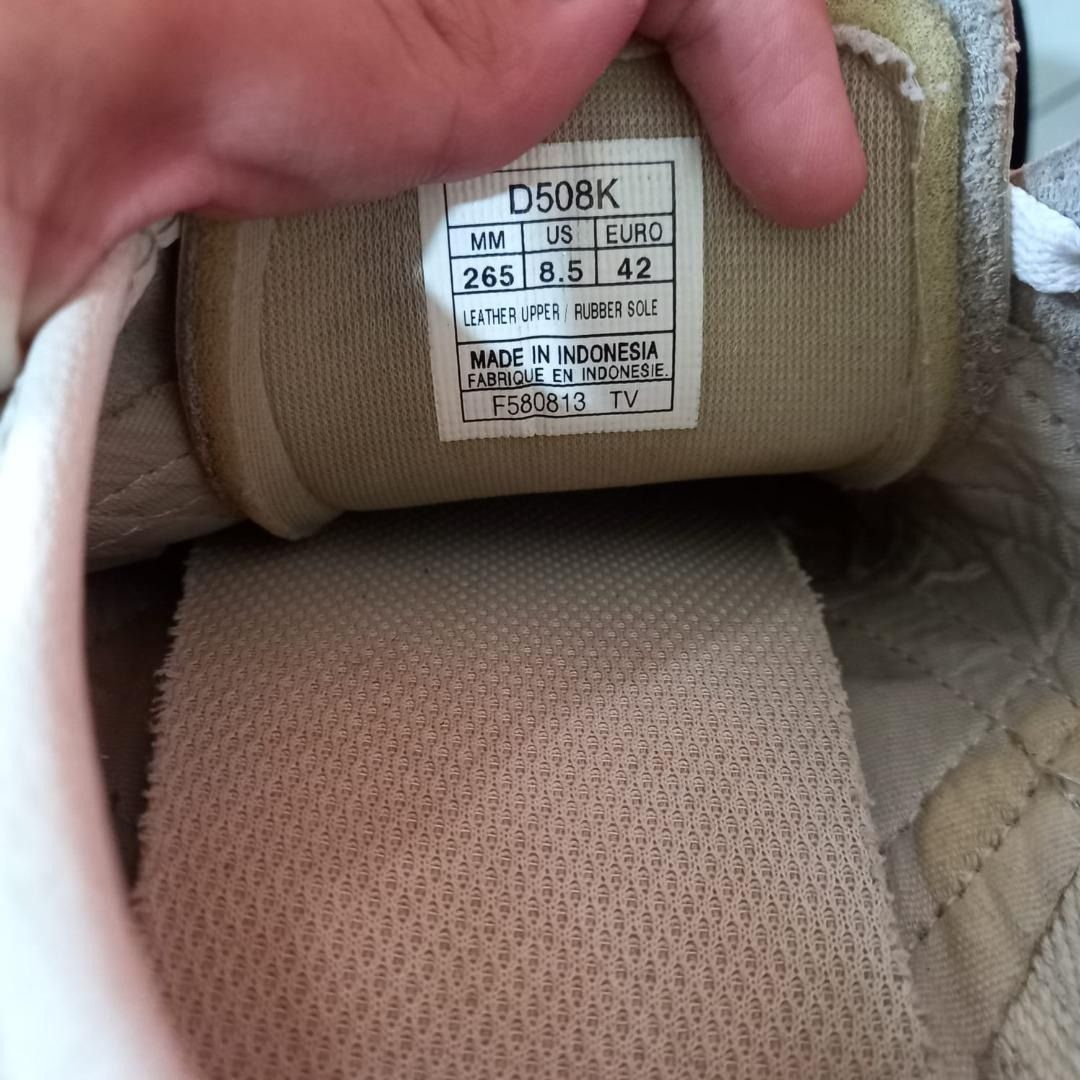 D508K
MM US EURO
265 8.5 42
LEATHER UPPER / RUBBER SOLE
MADE IN INDONESIA
FABRIQUE EN INDONESIE.
F580813 TV